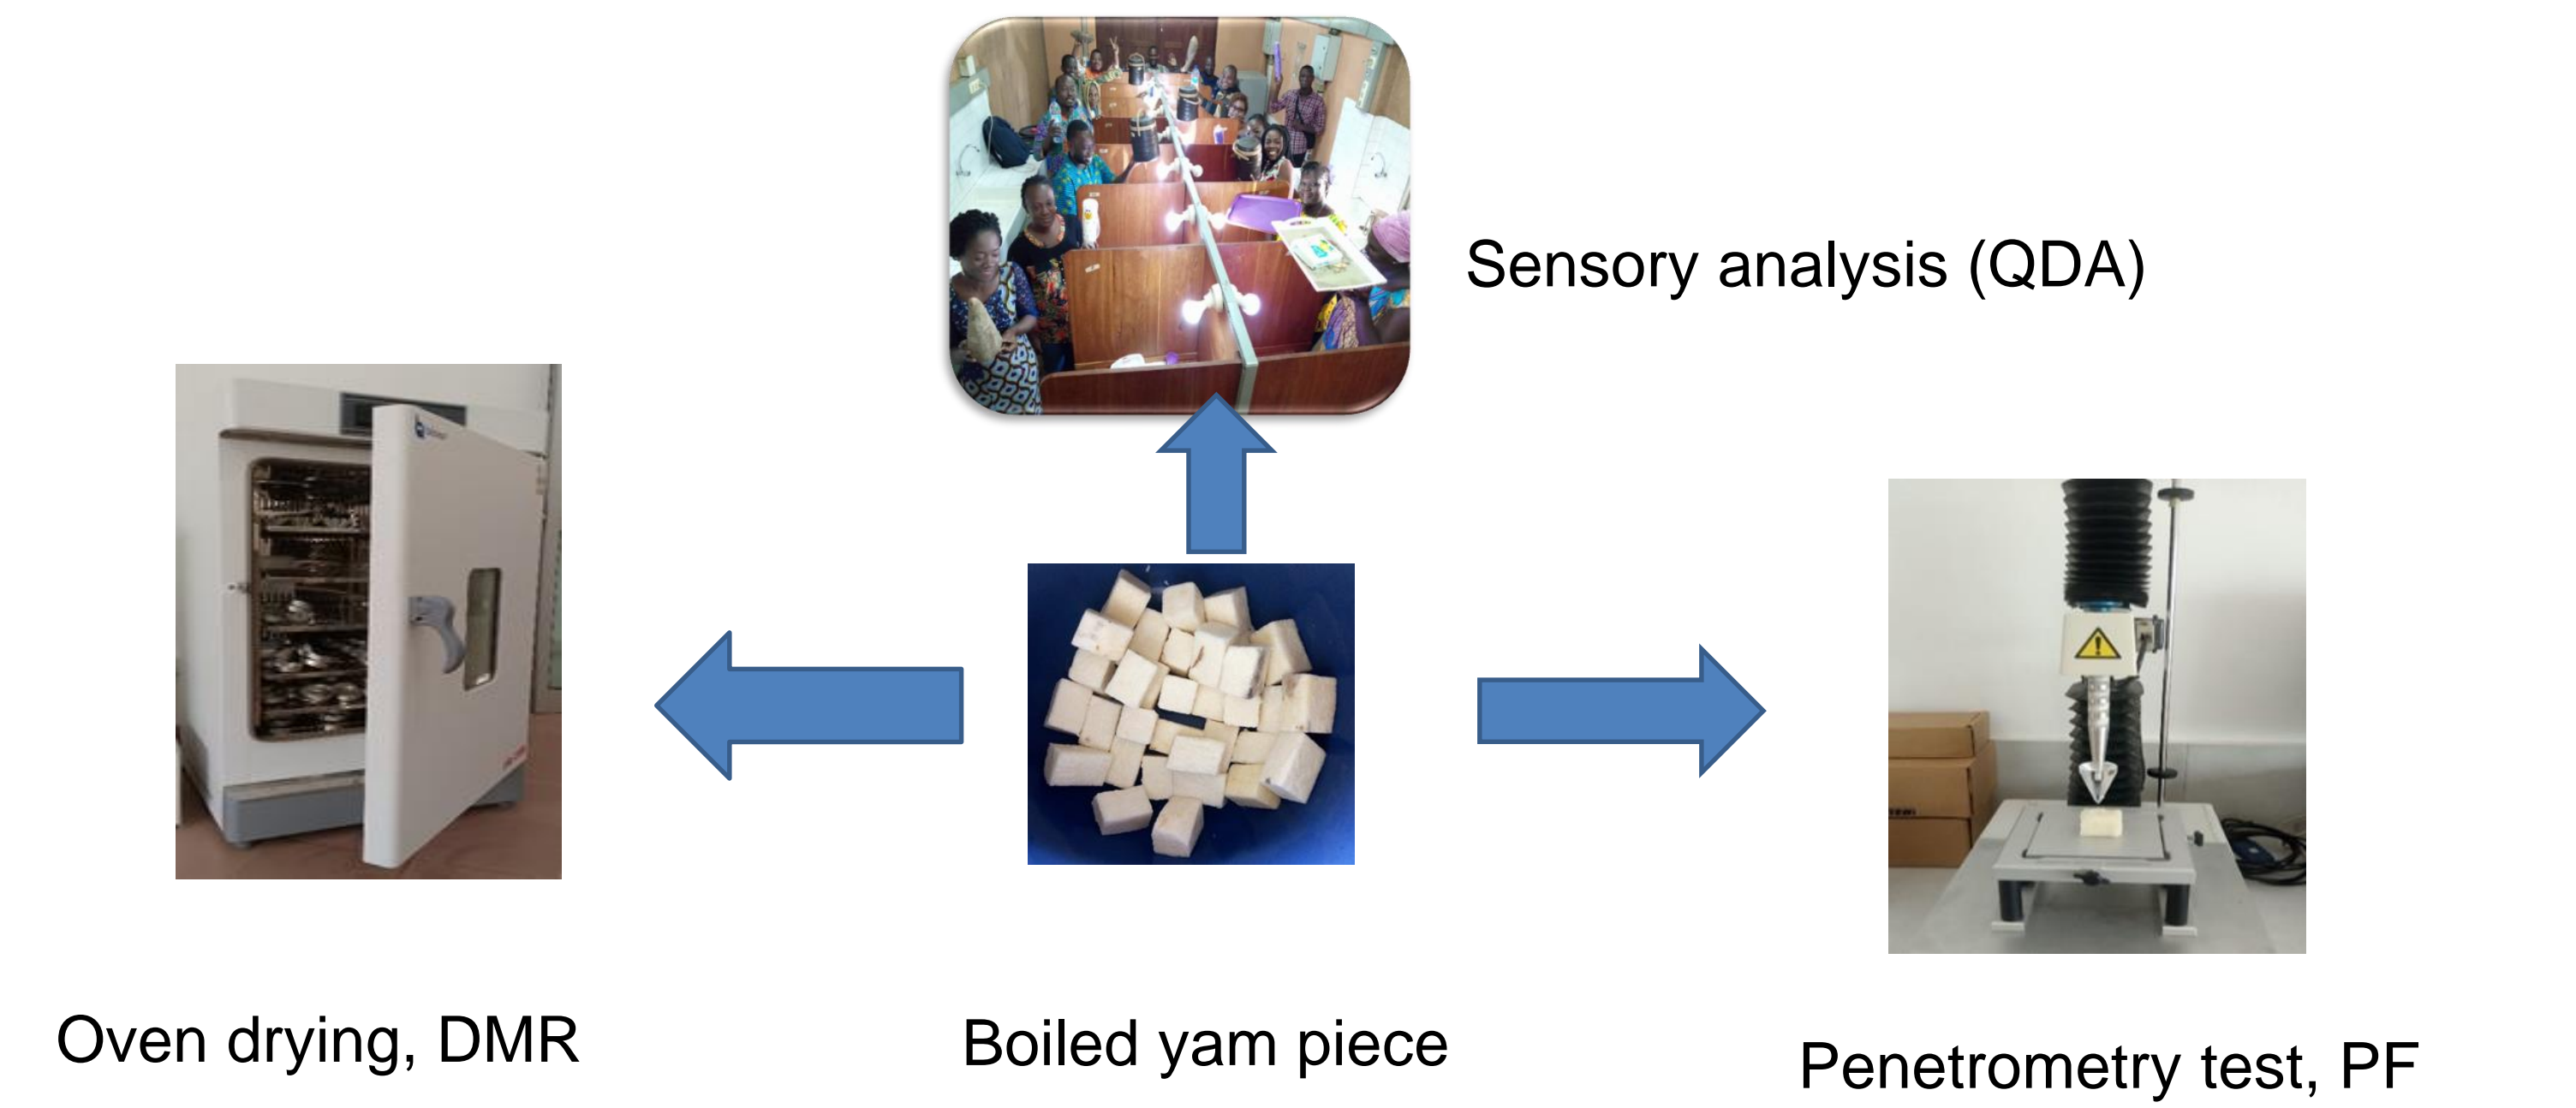 Sensory analysis (QDA)
Oven drying, DMR
Boiled yam piece
Penetrometry test, PF